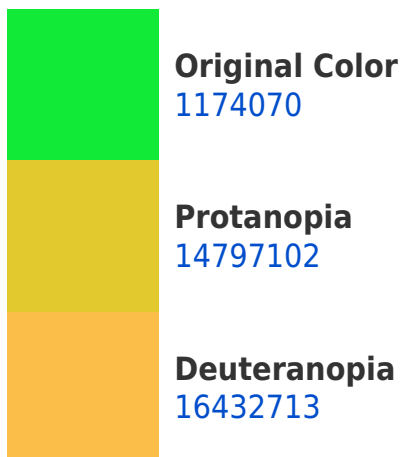 Original Color
1174070
Protanopia
14797102
Deuteranopia
16432713